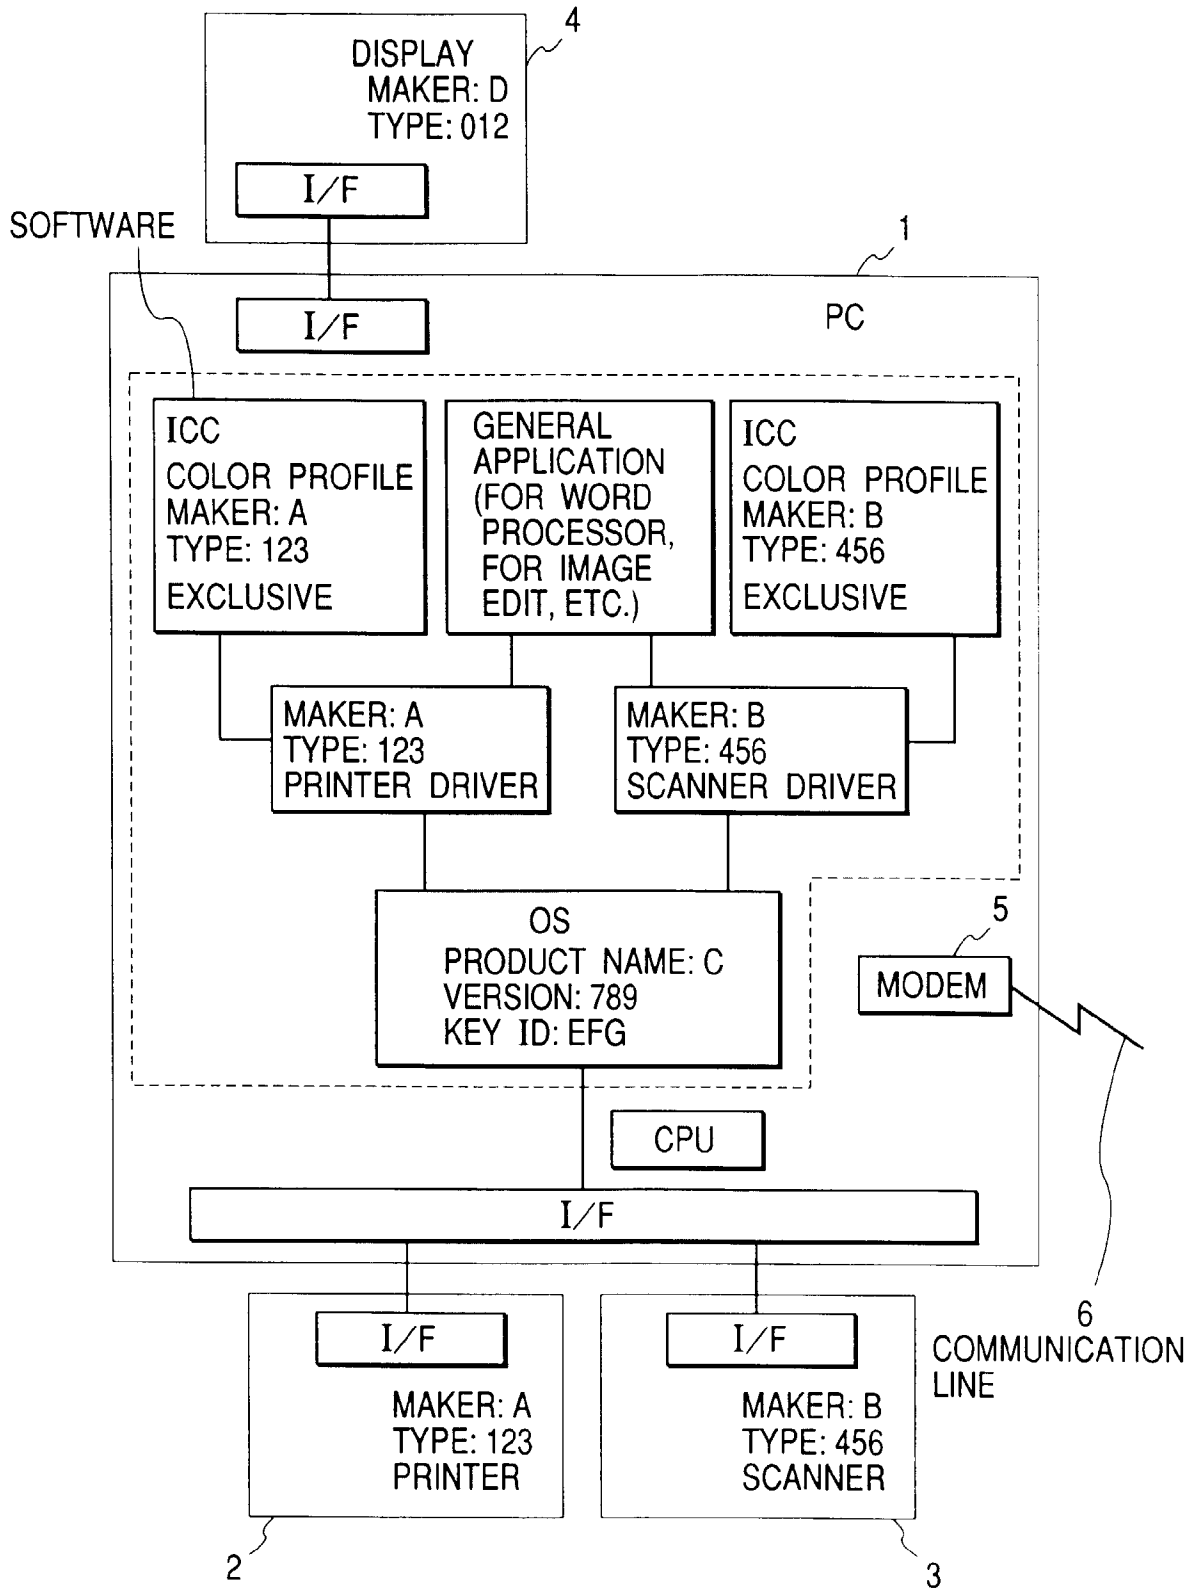 4
DISPLAY
MAKER: D
TYPE: 012
I/F
SOFTWARE
1
PC
I/F
ICC
COLOR PROFILE
MAKER: A
TYPE: 123
EXCLUSIVE
GENERAL
APPLICATION
(FOR WORD
PROCESSOR,
FOR IMAGE
EDIT, ETC.)
ICC
COLOR PROFILE
MAKER: B
TYPE: 456
EXCLUSIVE
MAKER: A
TYPE: 123
PRINTER DRIVER
MAKER: B
TYPE: 456
SCANNER DRIVER
OS
PRODUCT NAME: C
VERSION: 789
KEY ID: EFG
5
MODEM
CPU
I/F
6
COMMUNICATION
LINE
I/F
MAKER: A
TYPE: 123
PRINTER
2
I/F
MAKER: B
TYPE: 456
SCANNER
3